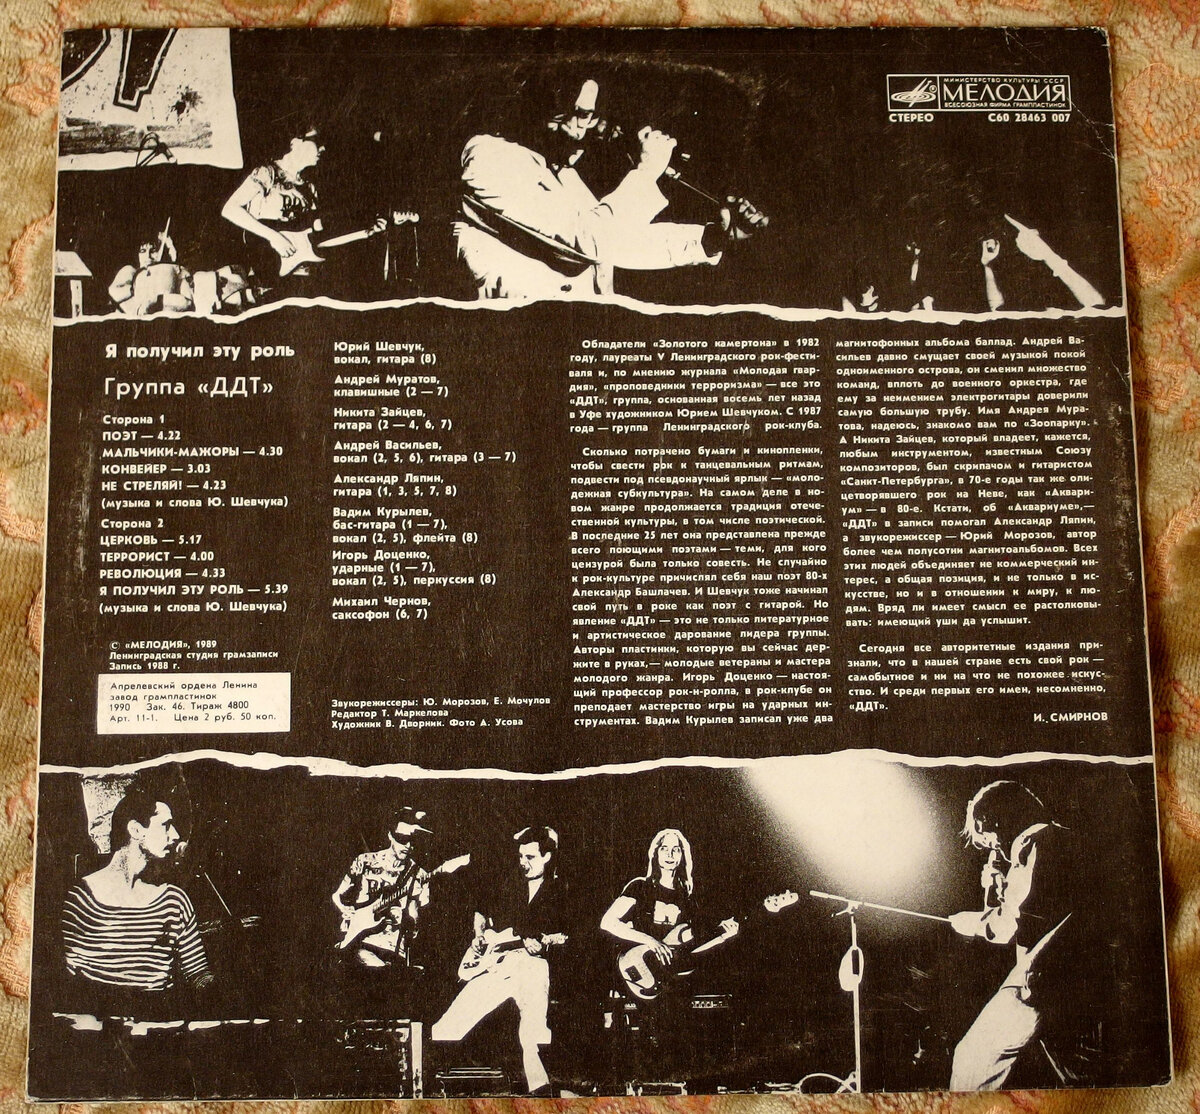 МИНИСТЕРСТВО КУЛЬТУРЫ СССР
МЕЛОДИЯ
ВСЕСОЮЗНАЯ ФИРМА ГРАМПЛАСТИНОК
СТЕРЕО С60 28463 007
Я получил эту роль
Группа «ДДТ»
Сторона 1
ПОЭТ — 4.22
МАЛЬЧИКИ-МАЖОРЫ — 4.30
КОНВЕЙЕР — 3.03
НЕ СТРЕЛЯЙ! — 4.23
(музыка и слова Ю. Шевчука)
Сторона 2
ЦЕРКОВЬ — 5.17
ТЕРРОРИСТ — 4.00
РЕВОЛЮЦИЯ — 4.33
Я ПОЛУЧИЛ ЭТУ РОЛЬ — 5.39
(музыка и слова Ю. Шевчука)
© «МЕЛОДИЯ», 1989
Ленинградская студия грамзаписи
Запись 1988 г.
Апрелевский ордена Ленина
завод грампластинок
1990 Зак. 46. Тираж 4800
Арт. 11-1. Цена 2 руб. 50 коп.
Юрий Шевчук,
вокал, гитара (8)
Андрей Муратов,
клавишные (2 — 7)
Никита Зайцев,
гитара (2 — 4, 6, 7)
Андрей Васильев,
вокал (2, 5, 6), гитара (3 — 7)
Александр Ляпин,
гитара (1, 3, 5, 7, 8)
Вадим Курылев,
бас-гитара (1 — 7),
вокал (2, 5), флейта (8)
Игорь Доценко,
ударные (1 — 7),
вокал (2, 5), перкуссия (8)
Михаил Чернов,
саксофон (6, 7)
Звукорежиссеры: Ю. Морозов, Е. Мочулов
Редактор Т. Маркелова
Художник В. Дворник. Фото А. Усова
Обладатели «Золотого камертона» в 1982
году, лауреаты V Ленинградского рок-фести-
валя и, по мнению журнала «Молодая гвар-
дия», «проповедники терроризма» — все это
«ДДТ», группа, основанная восемь лет назад
в Уфе художником Юрием Шевчуком. С 1987
года — группа Ленинградского рок-клуба.
Сколько потрачено бумаги и кинопленки,
чтобы свести рок к танцевальным ритмам,
подвести под псевдонаучный ярлык — «моло-
дежная субкультура». На самом деле в но-
вом жанре продолжается традиция отече-
ственной культуры, в том числе поэтической.
В последние 25 лет она представлена прежде
всего поющими поэтами — теми, для кого
цензурой была только совесть. Не случайно
к рок-культуре причислял себя наш поэт 80-х
Александр Башлачев. И Шевчук тоже начинал
свой путь в роке как поэт с гитарой. Но
явление «ДДТ» — это не только литературное
и артистическое дарование лидера группы.
Авторы пластинки, которую вы сейчас дер-
жите в руках, — молодые ветераны и мастера
молодого жанра. Игорь Доценко — настоя-
щий профессор рок-н-ролла, в рок-клубе он
преподает мастерство игры на ударных ин-
струментах. Вадим Курылев записал уже два
магнитофонных альбома баллад. Андрей Ва-
сильев давно смущает своей музыкой покой
одноименного острова, он сменил множество
команд, вплоть до военного оркестра, где
ему за неимением электрогитары доверили
самую большую трубу. Имя Андрея Мура-
това, надеюсь, знакомо вам по «Зоопарку».
А Никита Зайцев, который владеет, кажется,
любым инструментом, известным Союзу
композиторов, был скрипачом и гитаристом
«Санкт-Петербурга», в 70-е годы так же оли-
цетворявшего рок на Неве, как «Аквари-
ум» — в 80-е. Кстати, об «Аквариуме», —
«ДДТ» в записи помогал Александр Ляпин,
а звукорежиссер — Юрий Морозов, автор
более чем полусотни магнитоальбомов. Всех
этих людей объединяет не коммерческий ин-
терес, а общая позиция, и не только в ис-
кусстве, но и в отношении к миру, к лю-
дям. Вряд ли имеет смысл ее растолковы-
вать: имеющий уши да услышит.
Сегодня все авторитетные издания при-
знали, что в нашей стране есть свой рок —
самобытное и ни на что не похожее искус-
ство. И среди первых его имен, несомненно,
«ДДТ».
И. СМИРНОВ